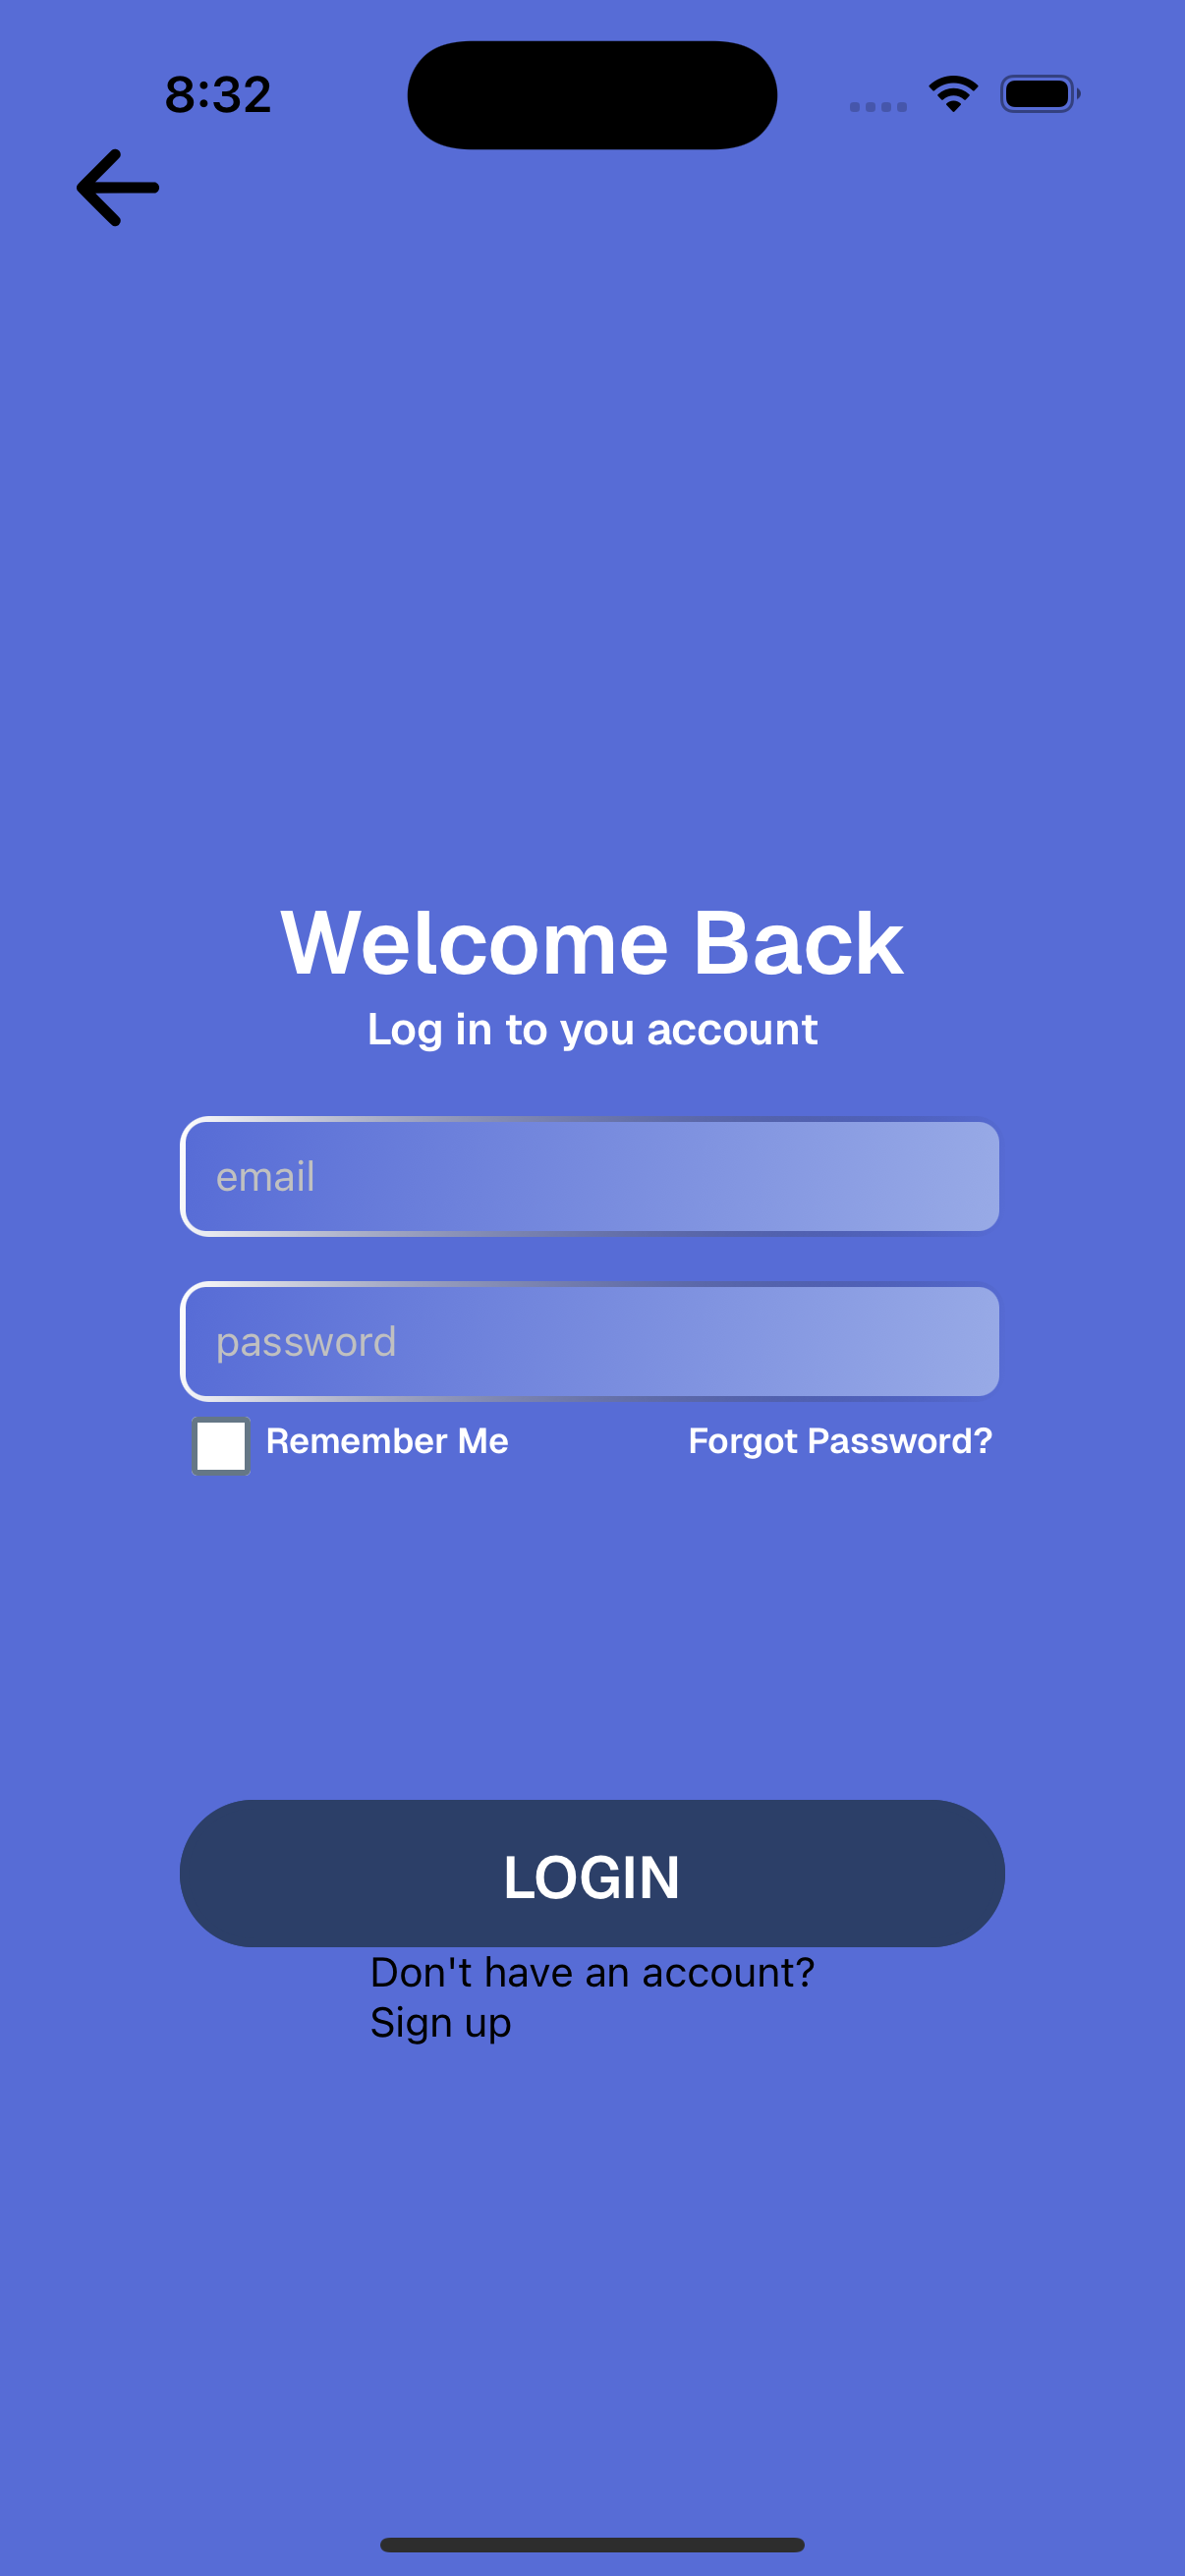 8:32
Welcome Back
Log in to you account
email
password
Remember Me Forgot Password?
LOGIN
Don't have an account?
Sign up